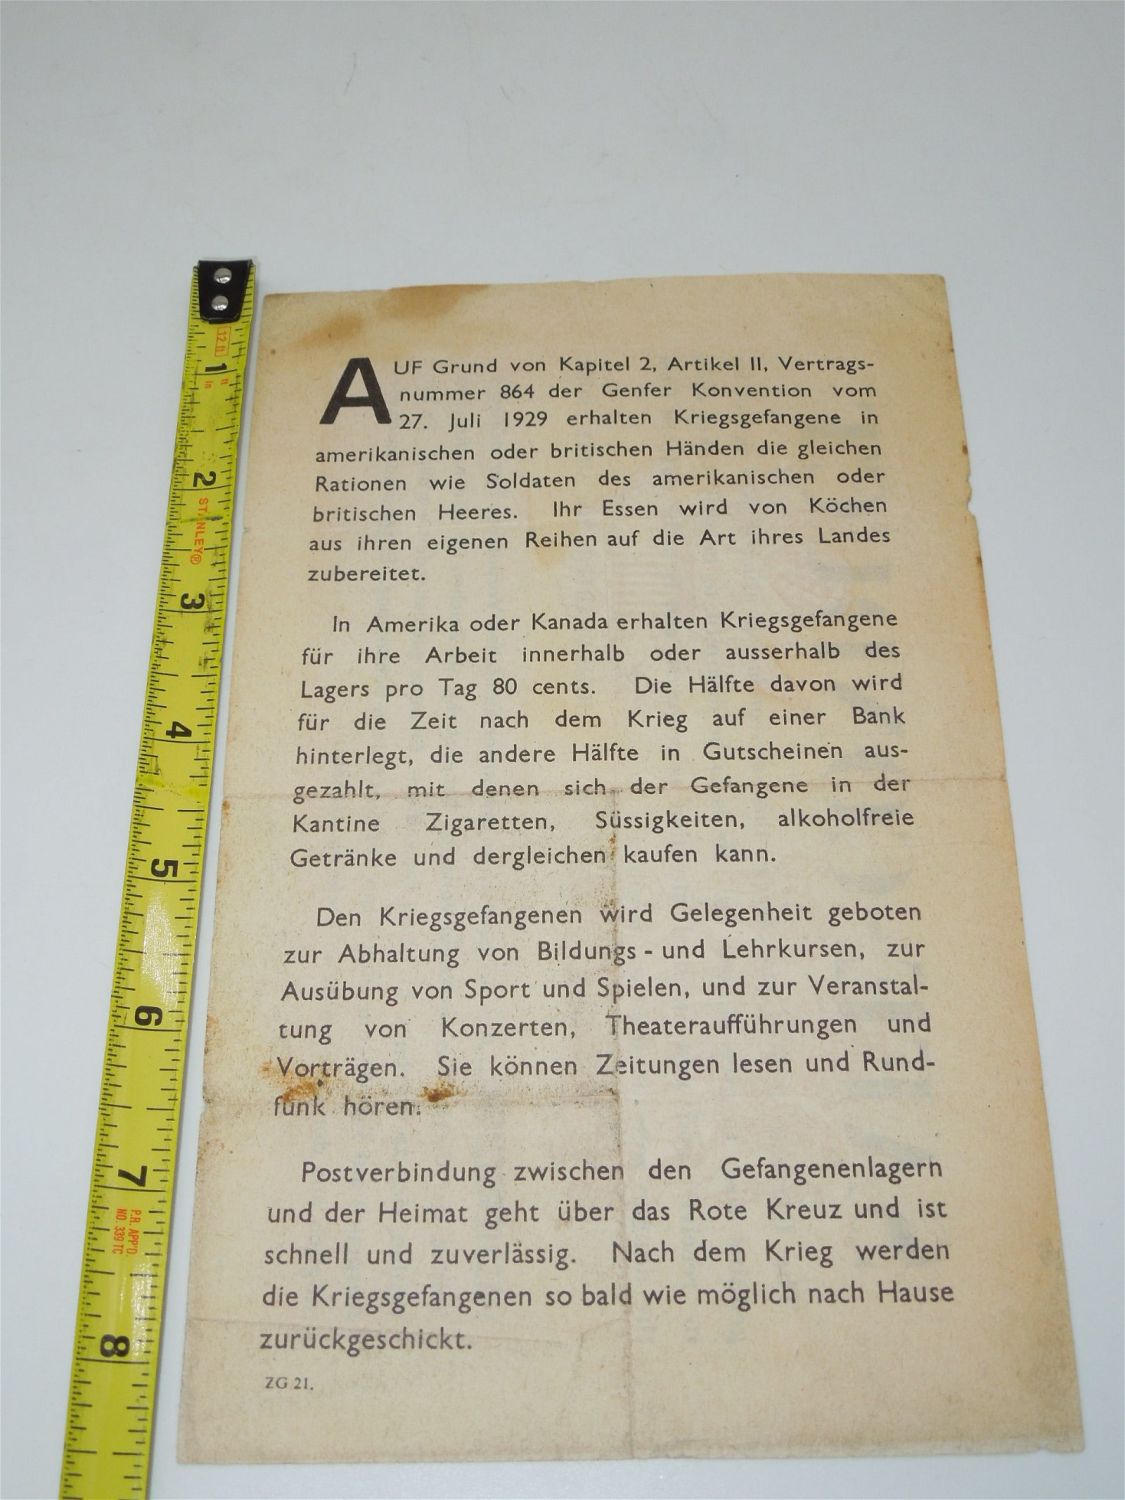 AUF Grund von Kapitel 2, Artikel II, Vertrags-
nummer 864 der Genfer Konvention vom
27. Juli 1929 erhalten Kriegsgefangene in
amerikanischen oder britischen Händen die gleichen
Rationen wie Soldaten des amerikanischen oder
britischen Heeres. Ihr Essen wird von Köchen
aus ihren eigenen Reihen auf die Art ihres Landes
zubereitet.
In Amerika oder Kanada erhalten Kriegsgefangene
für ihre Arbeit innerhalb oder ausserhalb des
Lagers pro Tag 80 cents. Die Hälfte davon wird
für die Zeit nach dem Krieg auf einer Bank
hinterlegt, die andere Hälfte in Gutscheinen aus-
gezahlt, mit denen sich der Gefangene in der
Kantine Zigaretten, Süssigkeiten, alkoholfreie
Getränke und dergleichen kaufen kann.
Den Kriegsgefangenen wird Gelegenheit geboten
zur Abhaltung von Bildungs - und Lehrkursen, zur
Ausübung von Sport und Spielen, und zur Veranstal-
tung von Konzerten, Theateraufführungen und
Vorträgen. Sie können Zeitungen lesen und Rund-
funk hören.
Postverbindung zwischen den Gefangenenlagern
und der Heimat geht über das Rote Kreuz und ist
schnell und zuverlässig. Nach dem Krieg werden
die Kriegsgefangenen so bald wie möglich nach Hause
zurückgeschickt.
ZG 21.
12 ft
1
in
2
STANLEY®
3
4
5
6
7
P.R. APP'D.
NO. 339 TC
8